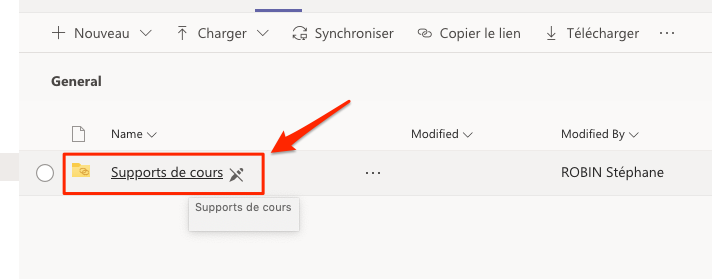 Nouveau Charger Synchroniser Copier le lien Télécharger ...
General
Name Modified Modified By
Supports de cours ... ROBIN Stéphane
Supports de cours